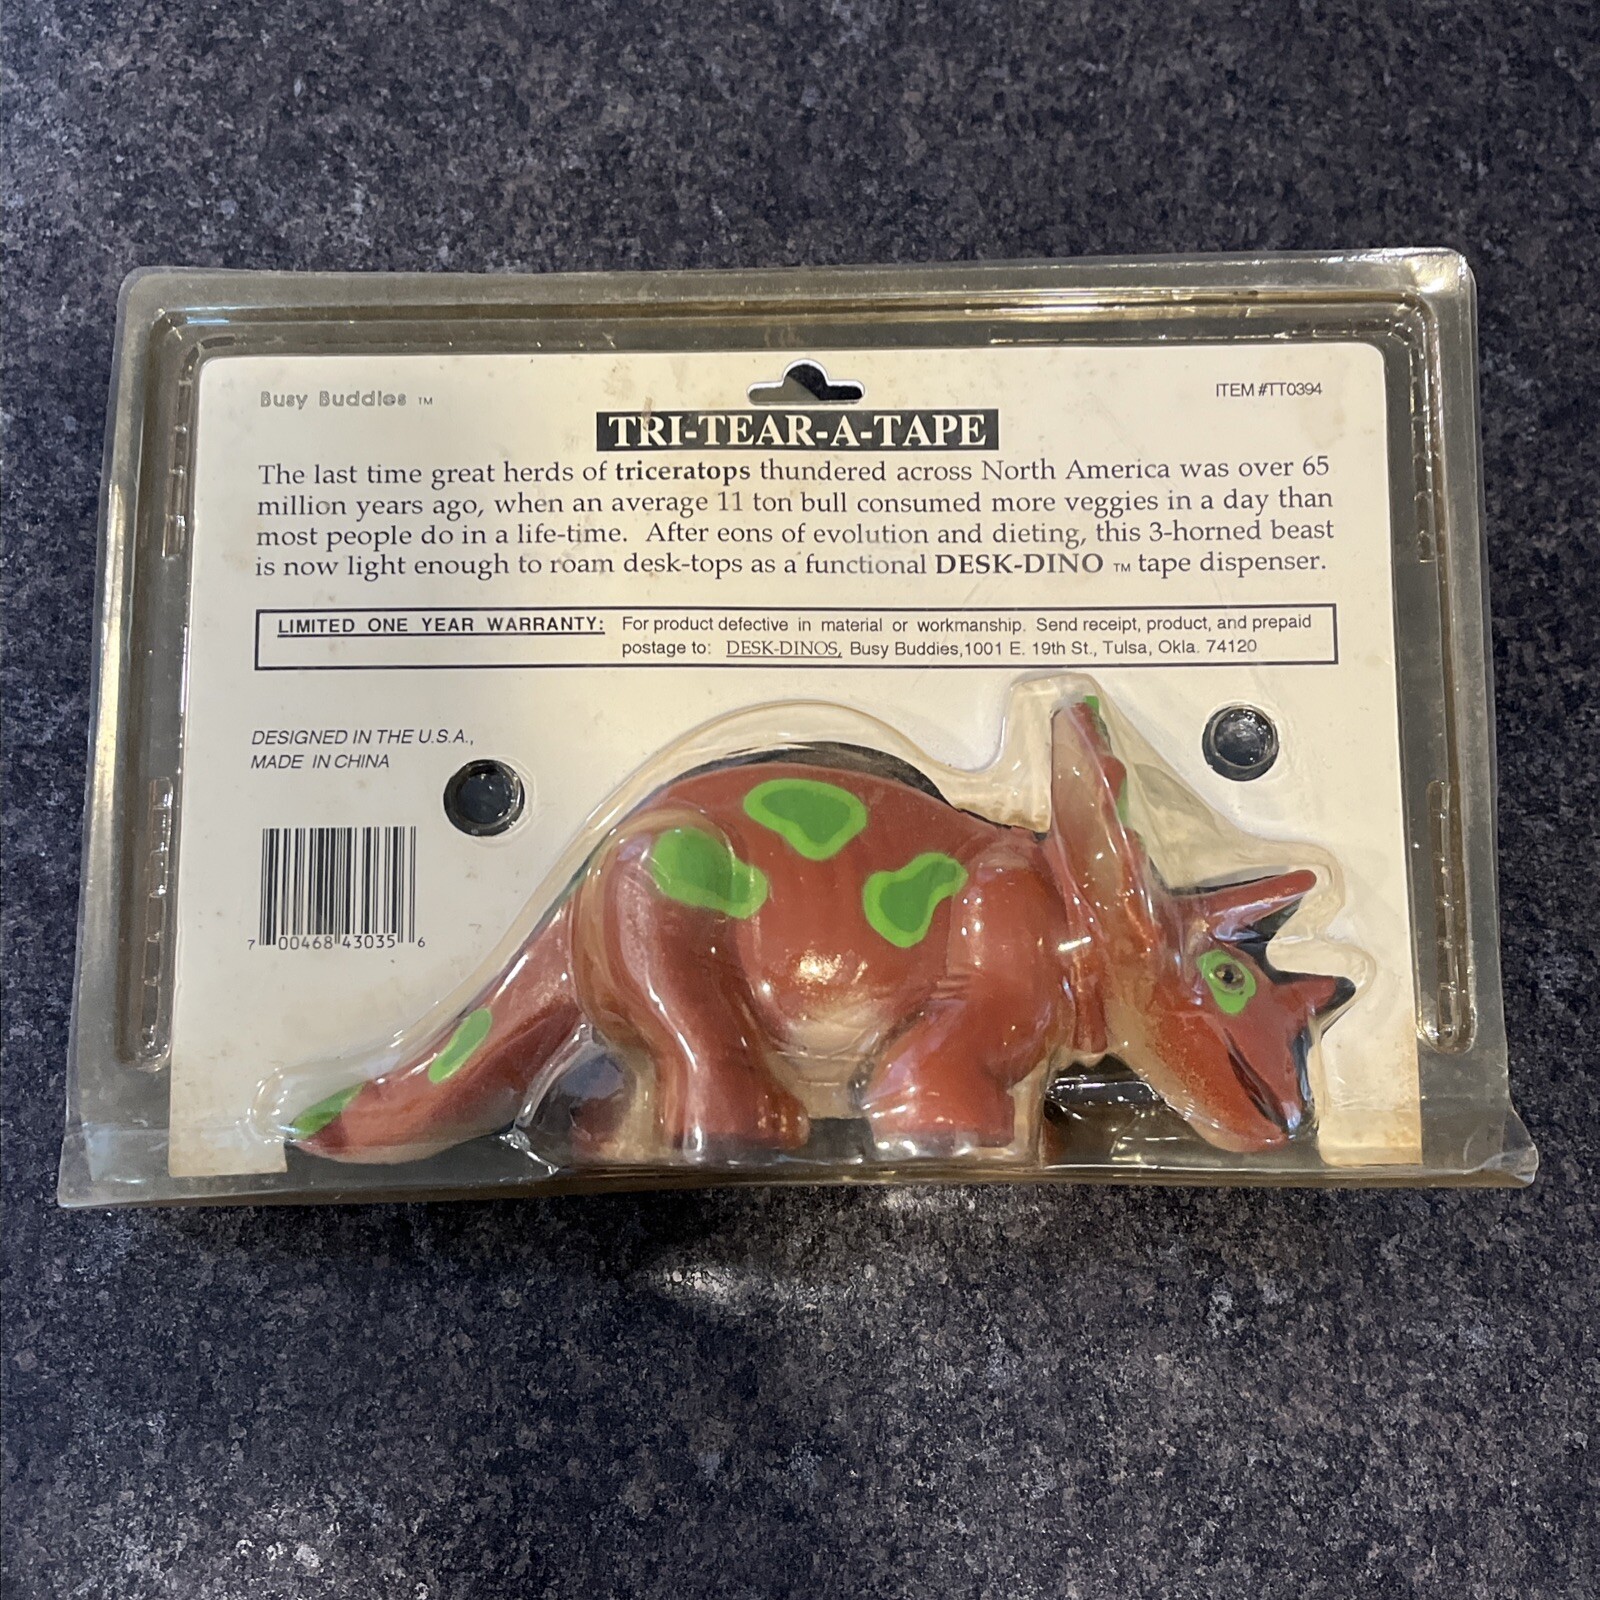 Busy Buddies ™
ITEM #TT0394
TRI-TEAR-A-TAPE
The last time great herds of triceratops thundered across North America was over 65
million years ago, when an average 11 ton bull consumed more veggies in a day than
most people do in a life-time. After eons of evolution and dieting, this 3-horned beast
is now light enough to roam desk-tops as a functional DESK-DINO ™ tape dispenser.
LIMITED ONE YEAR WARRANTY: For product defective in material or workmanship. Send receipt, product, and prepaid
postage to: DESK-DINOS, Busy Buddies,1001 E. 19th St., Tulsa, Okla. 74120
DESIGNED IN THE U.S.A.,
MADE IN CHINA
7 00468 43035 6